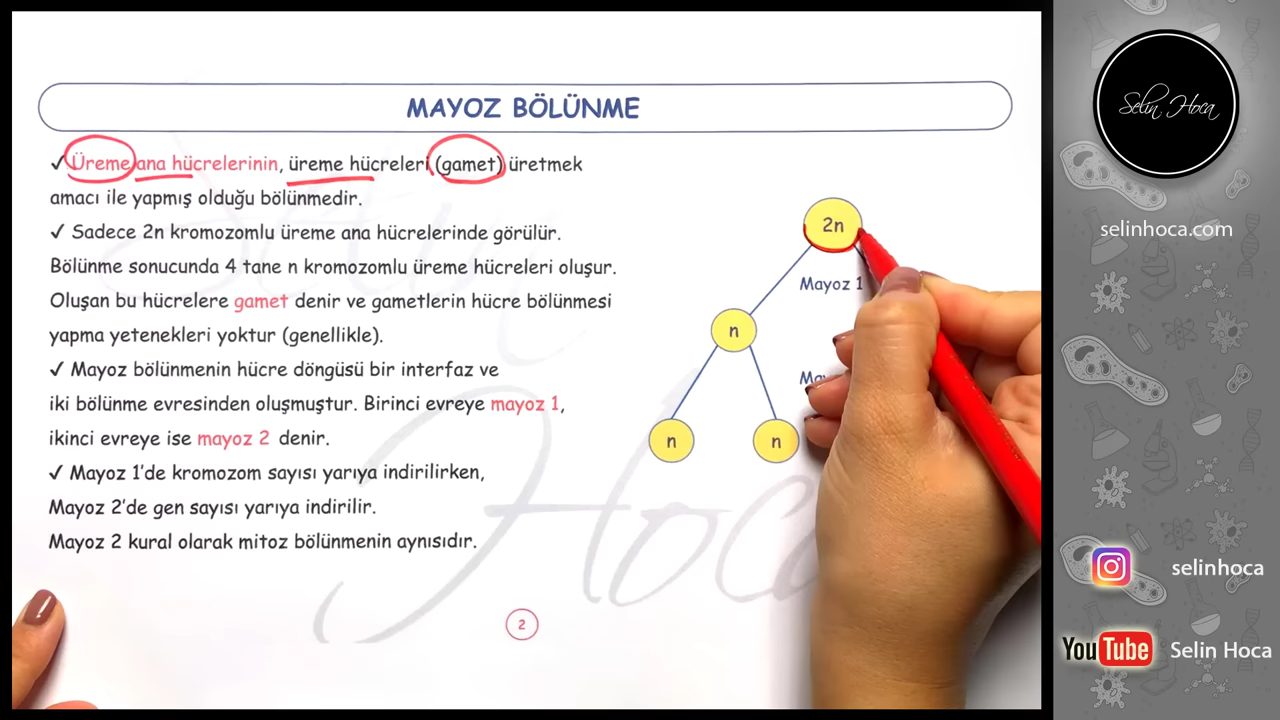 MAYOZ BÖLÜNME
✓ Üreme ana hücrelerinin, üreme hücreleri (gamet) üretmek
amacı ile yapmış olduğu bölünmedir.
✓ Sadece 2n kromozomlu üreme ana hücrelerinde görülür.
Bölünme sonucunda 4 tane n kromozomlu üreme hücreleri oluşur.
Oluşan bu hücrelere gamet denir ve gametlerin hücre bölünmesi
yapma yetenekleri yoktur (genellikle).
✓ Mayoz bölünmenin hücre döngüsü bir interfaz ve
iki bölünme evresinden oluşmuştur. Birinci evreye mayoz 1,
ikinci evreye ise mayoz 2 denir.
✓ Mayoz 1'de kromozom sayısı yarıya indirilirken,
Mayoz 2'de gen sayısı yarıya indirilir.
Mayoz 2 kural olarak mitoz bölünmenin aynısıdır.
2n
Mayoz 1
n
n
n
2
Selin Hoca
Selin Hoca
selinhoca.com
selinhoca
YouTube Selin Hoca